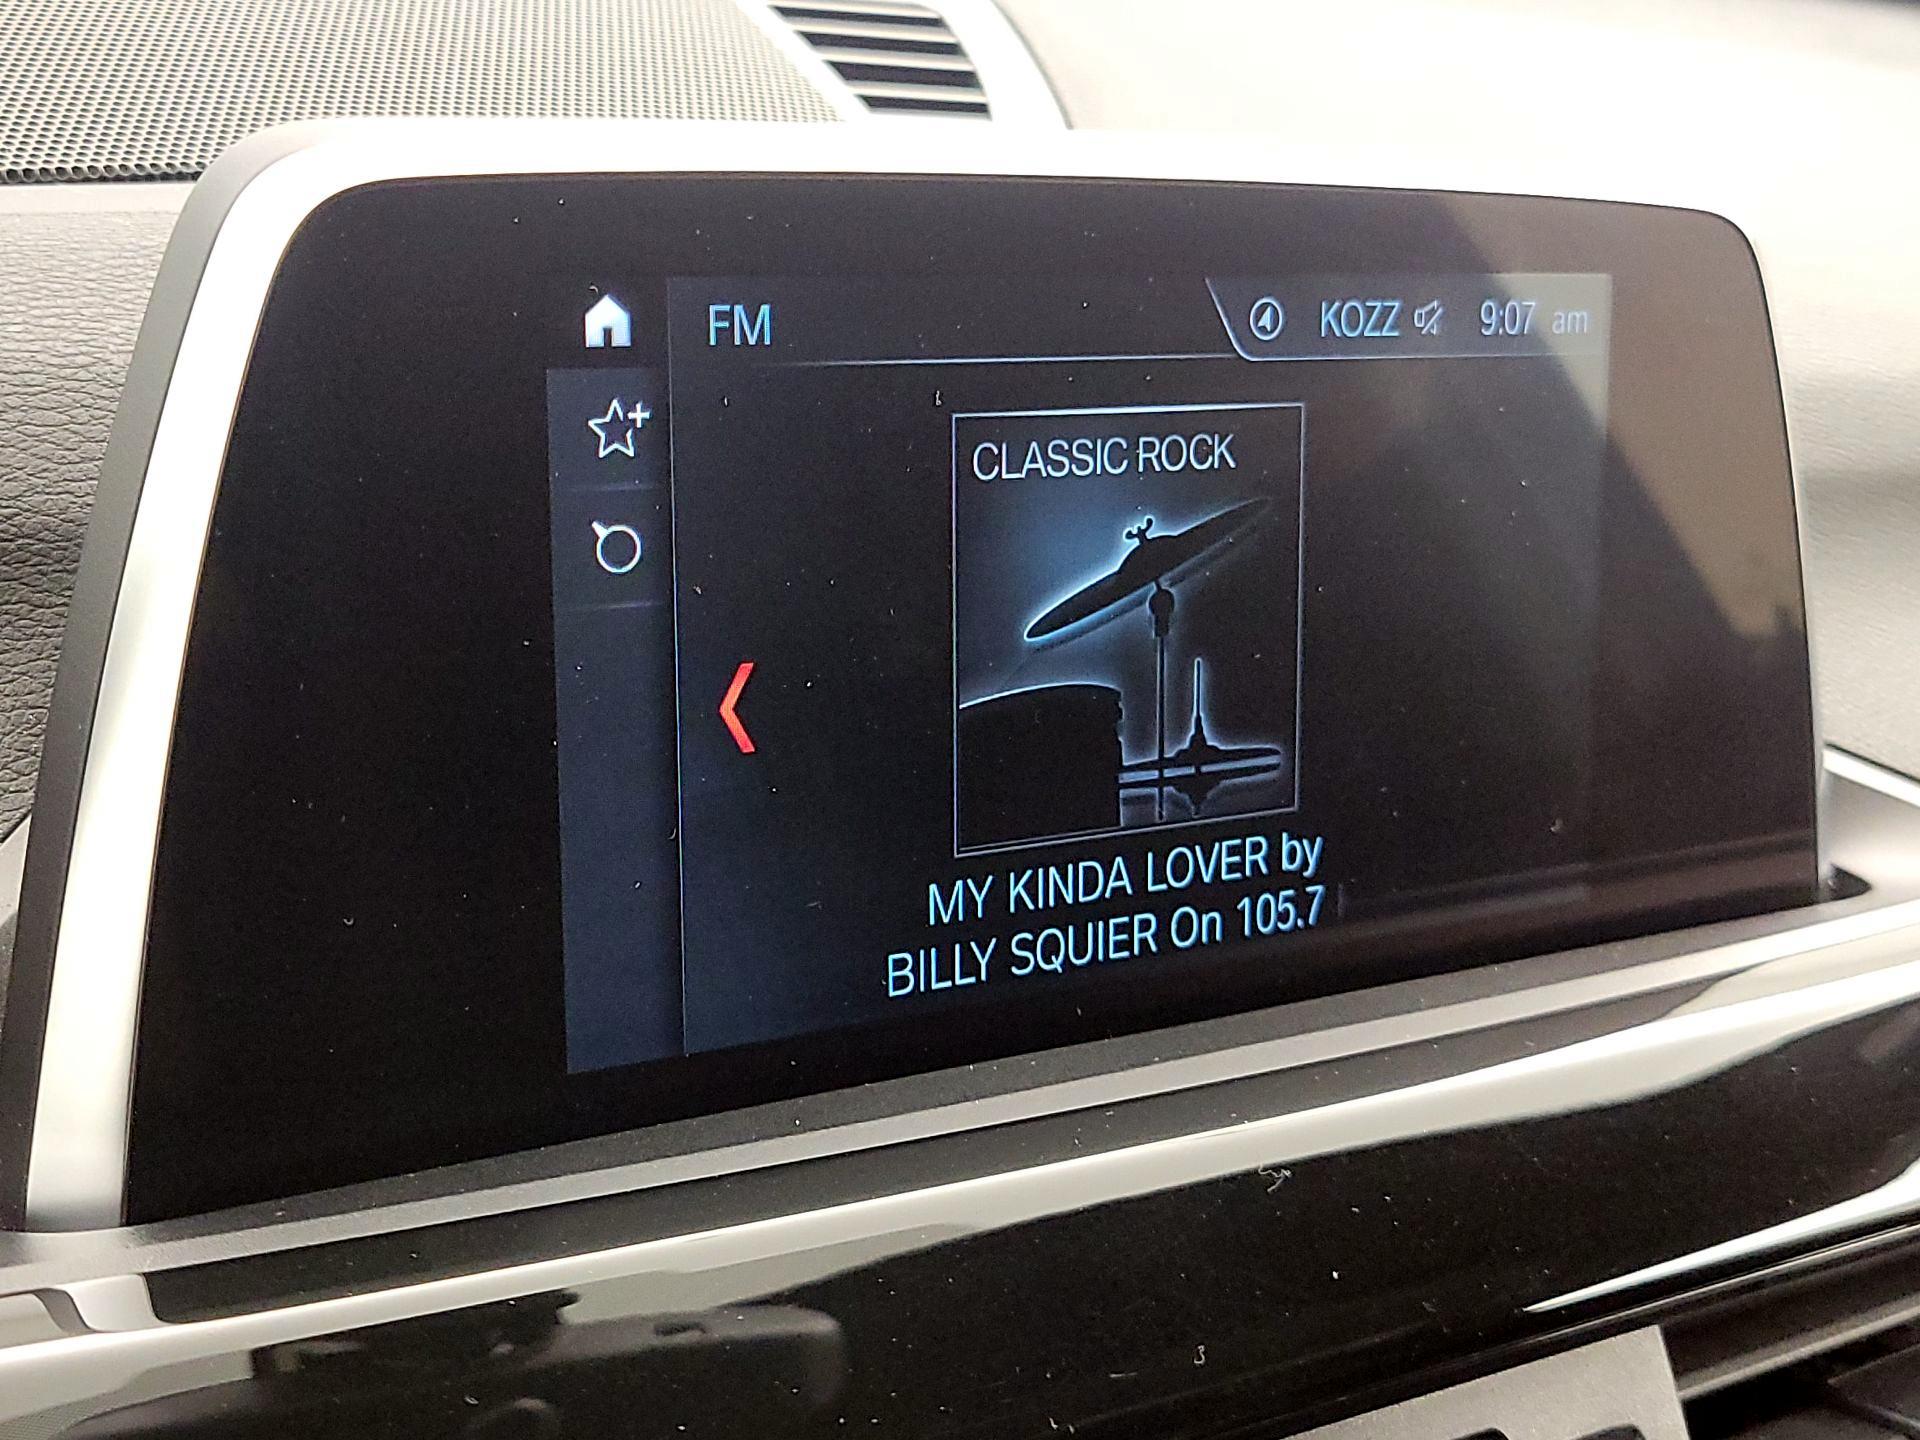 FM
KOZZ 9:07 am
CLASSIC ROCK
MY KINDA LOVER by
BILLY SQUIER On 105.7